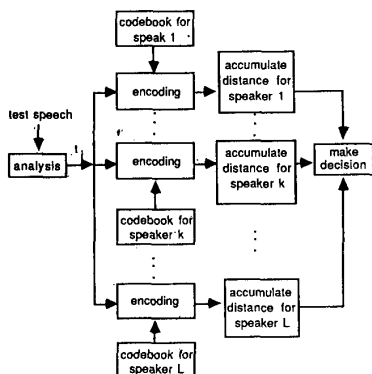 codebook for
speak 1
encoding
accumulate
distance for
speaker 1
test speech
analysis
encoding
accumulate
distance for
speaker k
make
decision
codebook for
speaker k
encoding
accumulate
distance for
speaker L
codebook for
speaker L